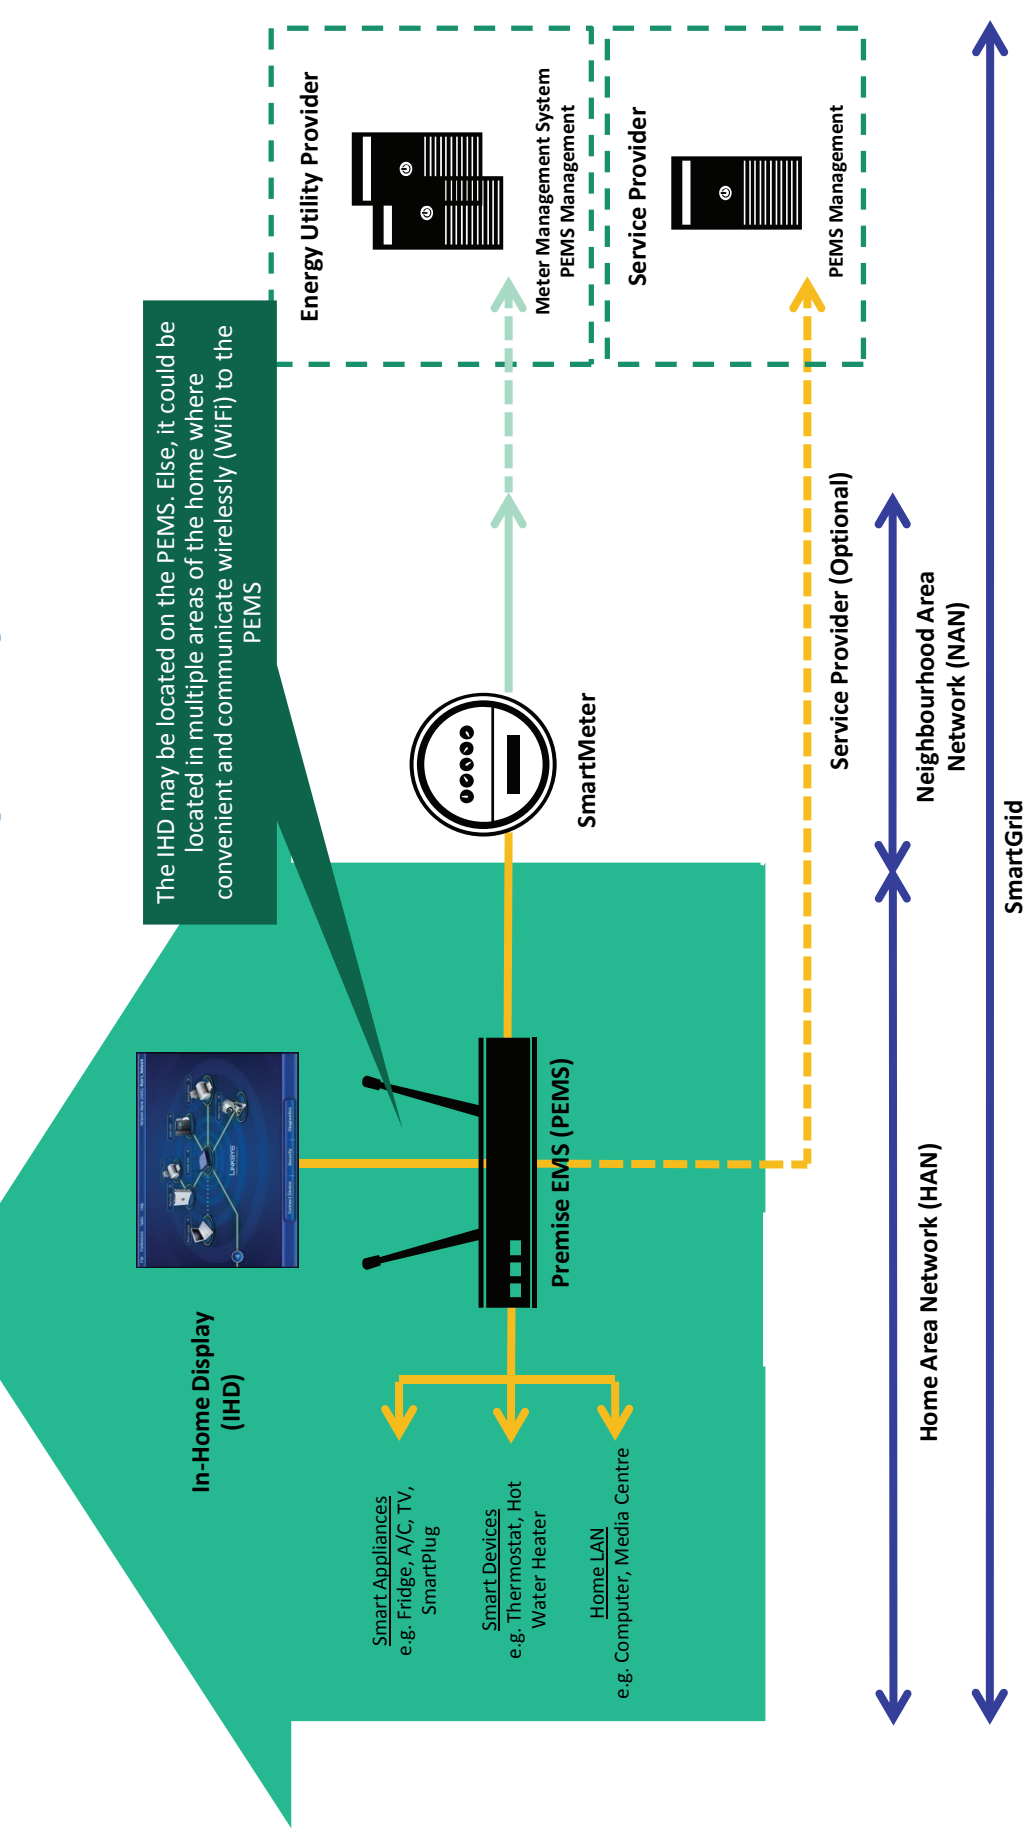 The IHD may be located on the PEMS. Else, it could be
located in multiple areas of the home where
convenient and communicate wirelessly (WiFi) to the
PEMS
In-Home Display
(IHD)
LINKSYS
Smart Appliances
e.g. Fridge, A/C, TV,
SmartPlug
Smart Devices
e.g. Thermostat, Hot
Water Heater
Home LAN
e.g. Computer, Media Centre
Premise EMS (PEMS)
SmartMeter
Energy Utility Provider
Meter Management System
PEMS Management
Service Provider
PEMS Management
Service Provider (Optional)
Home Area Network (HAN)
Neighbourhood Area
Network (NAN)
SmartGrid